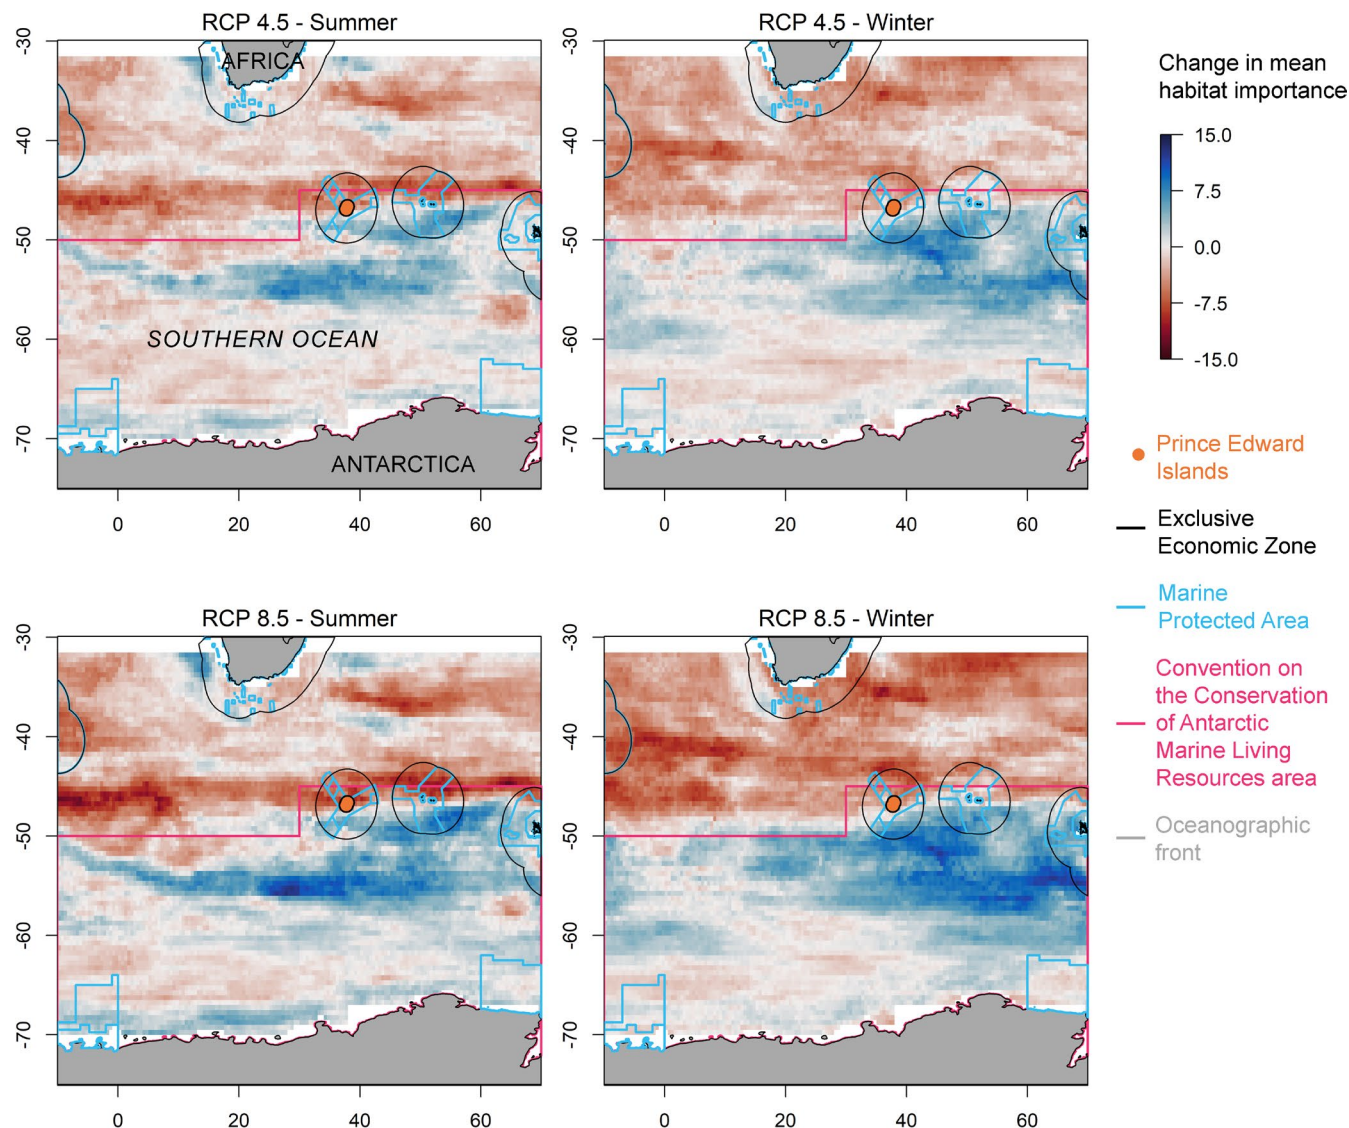 RCP 4.5 - Summer
-30
-40
-50
-60
-70
AFRICA
SOUTHERN OCEAN
ANTARCTICA
0
20
40
60
RCP 4.5 - Winter
-30
-40
-50
-60
-70
0
20
40
60
RCP 8.5 - Summer
-30
-40
-50
-60
-70
0
20
40
60
RCP 8.5 - Winter
-30
-40
-50
-60
-70
0
20
40
60
Change in mean
habitat importance
15.0
7.5
0.0
-7.5
-15.0
Prince Edward
Islands
Exclusive
Economic Zone
Marine
Protected Area
Convention on
the Conservation
of Antarctic
Marine Living
Resources area
Oceanographic
front